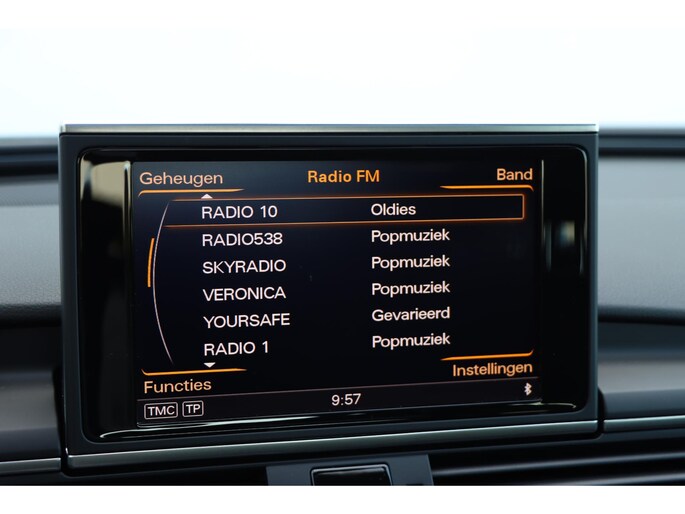 Geheugen Radio FM Band
RADIO 10 Oldies
RADIO538 Popmuziek
SKYRADIO Popmuziek
VERONICA Popmuziek
YOURSAFE Gevarieerd
RADIO 1 Popmuziek
Functies Instellingen
TMC TP 9:57